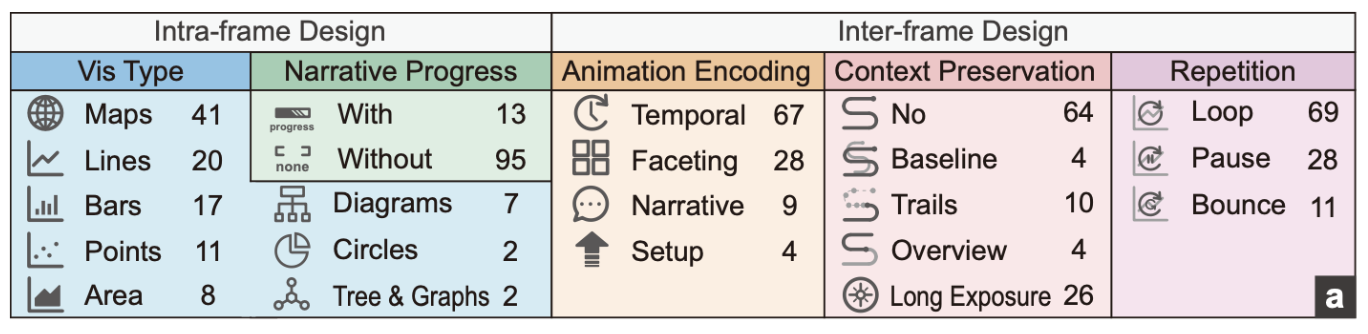 Intra-frame Design Inter-frame Design
Vis Type Narrative Progress Animation Encoding Context Preservation Repetition
Maps 41 progress With 13 Temporal 67 No 64 Loop 69
Lines 20 none Without 95 Faceting 28 Baseline 4 Pause 28
Bars 17 Diagrams 7 Narrative 9 Trails 10 Bounce 11
Points 11 Circles 2 Setup 4 Overview 4
Area 8 Tree & Graphs 2 Long Exposure 26 a